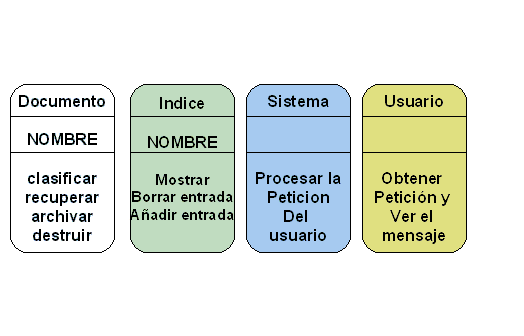 Documento
NOMBRE
clasificar
recuperar
archivar
destruir
Indice
NOMBRE
Mostrar
Borrar entrada
Añadir entrada
Sistema
Procesar la
Peticion
Del
usuario
Usuario
Obtener
Petición y
Ver el
mensaje